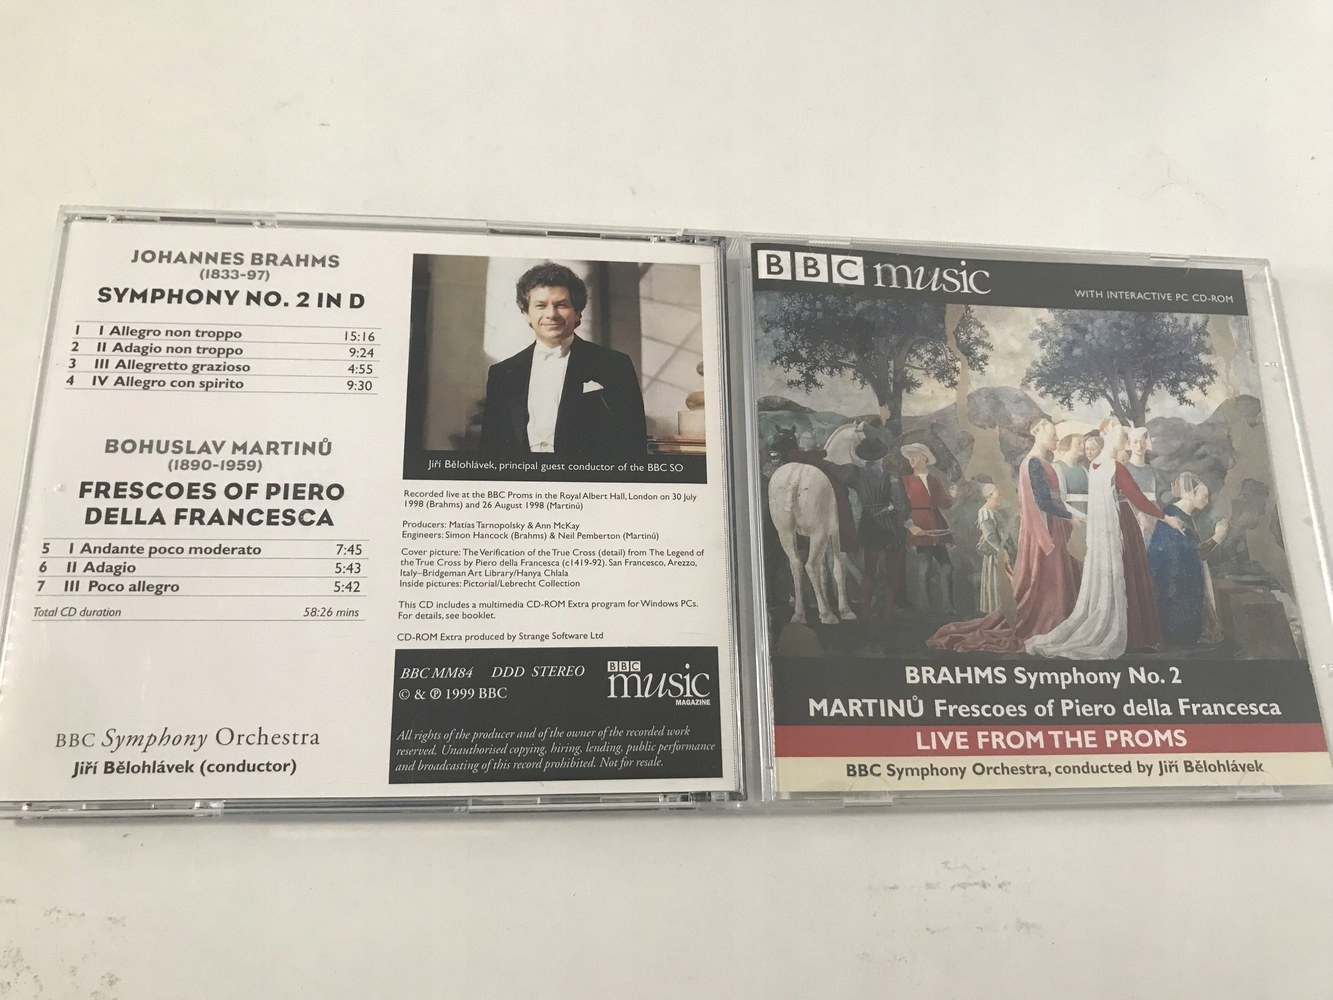 JOHANNES BRAHMS
(1833-97)
SYMPHONY NO. 2 IN D
1 I Allegro non troppo 15:16
2 II Adagio non troppo 9:24
3 III Allegretto grazioso 4:55
4 IV Allegro con spirito 9:30
BOHUSLAV MARTINŮ
(1890-1959)
FRESCOES OF PIERO
DELLA FRANCESCA
5 I Andante poco moderato 7:45
6 II Adagio 5:43
7 III Poco allegro 5:42
Total CD duration 58:26 mins
BBC Symphony Orchestra
Jiří Bělohlávek (conductor)
Jiří Bělohlávek, principal guest conductor of the BBC SO
Recorded live at the BBC Proms in the Royal Albert Hall, London on 30 July
1998 (Brahms) and 26 August 1998 (Martinů)
Producers: Matias Tarnopolsky & Ann McKay
Engineers: Simon Hancock (Brahms) & Neil Pemberton (Martinů)
Cover picture: The Verification of the True Cross (detail) from The Legend of
the True Cross by Piero della Francesca (c1419-92). San Francesco, Arezzo,
Italy–Bridgeman Art Library/Hanya Chlala
Inside pictures: Pictorial/Lebrecht Collection
This CD includes a multimedia CD-ROM Extra program for Windows PCs.
For details, see booklet.
CD-ROM Extra produced by Strange Software Ltd
BBC MM84 DDD STEREO
© & ℗ 1999 BBC
BBC
music
MAGAZINE
All rights of the producer and of the owner of the recorded work
reserved. Unauthorised copying, hiring, lending, public performance
and broadcasting of this record prohibited. Not for resale.
BBC music
WITH INTERACTIVE PC CD-ROM
BRAHMS Symphony No. 2
MARTINŮ Frescoes of Piero della Francesca
LIVE FROM THE PROMS
BBC Symphony Orchestra, conducted by Jiří Bělohlávek